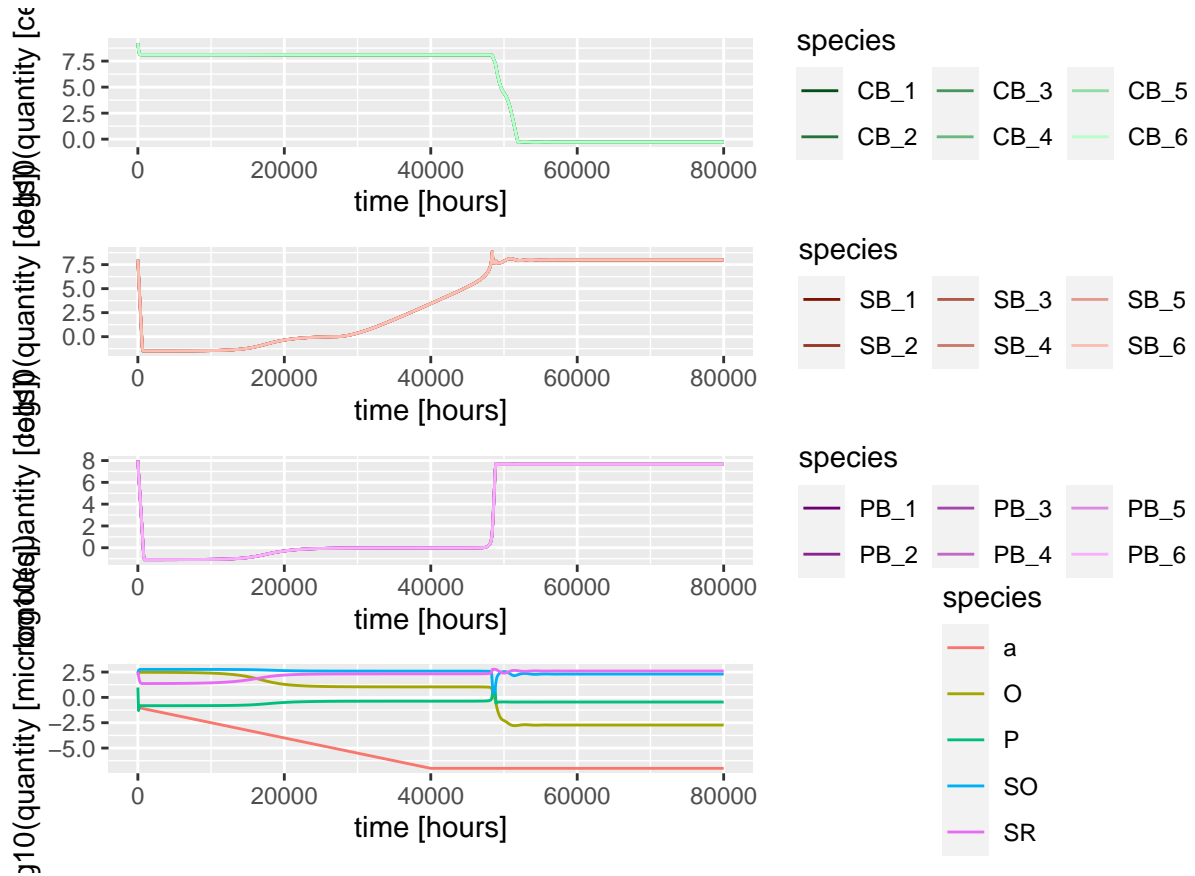 7.5
5.0
2.5
0.0
0 20000 40000 60000 80000
time [hours]
species
CB_1 CB_3 CB_5
CB_2 CB_4 CB_6
7.5
5.0
2.5
0.0
0 20000 40000 60000 80000
time [hours]
log10(quantity [cells])
species
SB_1 SB_3 SB_5
SB_2 SB_4 SB_6
8
6
4
2
0
0 20000 40000 60000 80000
time [hours]
species
PB_1 PB_3 PB_5
PB_2 PB_4 PB_6
2.5
0.0
−2.5
−5.0
0 20000 40000 60000 80000
time [hours]
species
a
O
P
SO
SR